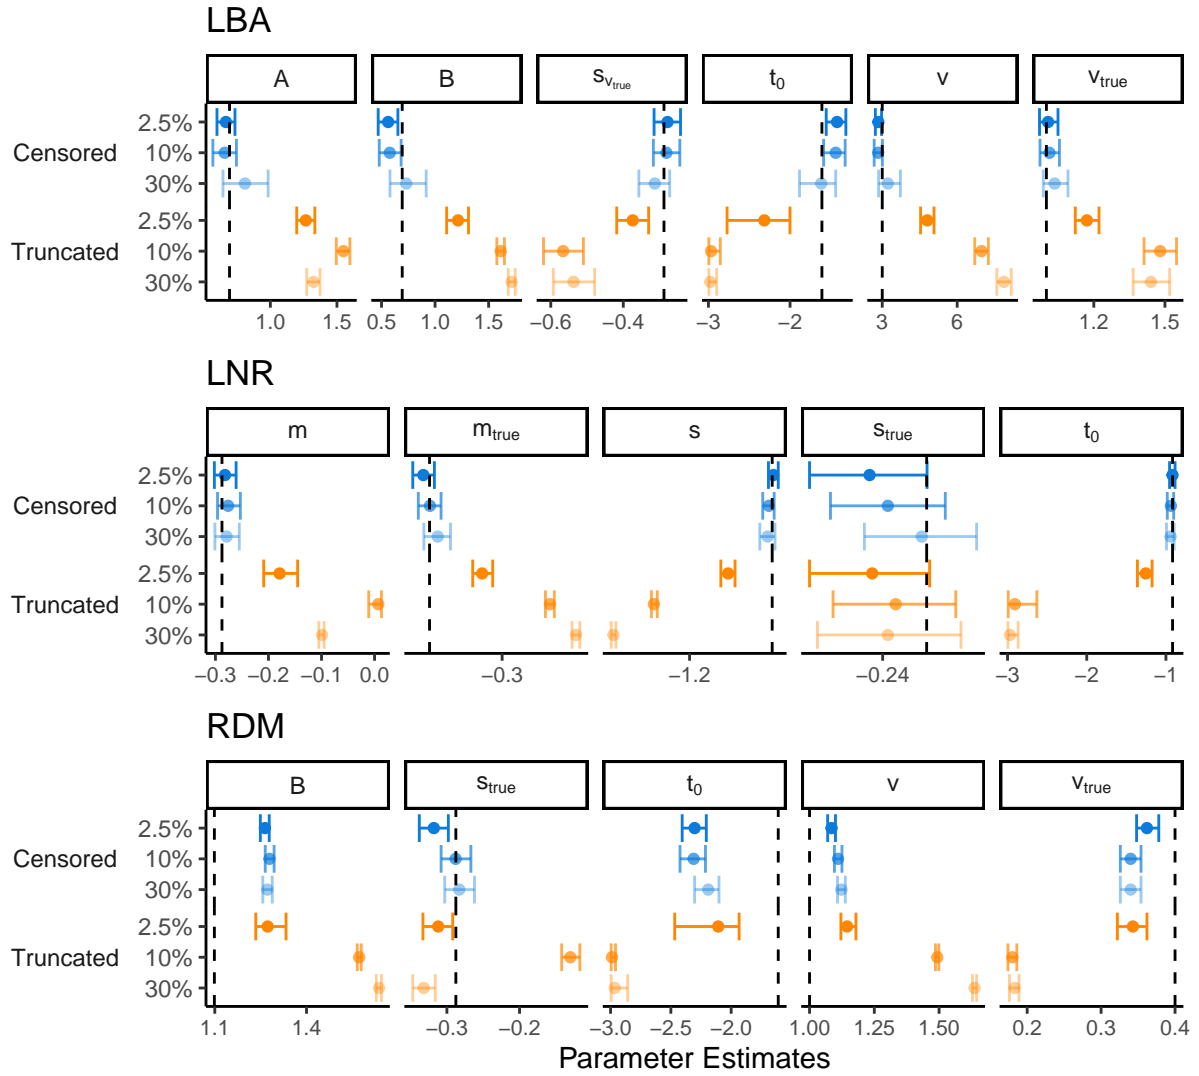 LBA
A B s_v_true t_0 v v_true
2.5%
Censored 10%
30%
2.5%
Truncated 10%
30%
1.0 1.5 0.5 1.0 1.5 −0.6 −0.4 −3 −2 3 6 1.2 1.5
LNR
m m_true s s_true t_0
2.5%
Censored 10%
30%
2.5%
Truncated 10%
30%
−0.3 −0.2 −0.1 0.0 −0.3 −1.2 −0.24 −3 −2 −1
RDM
B s_true t_0 v v_true
2.5%
Censored 10%
30%
2.5%
Truncated 10%
30%
1.1 1.4 −0.3 −0.2 −3.0 −2.0 1.00 1.25 1.50 0.2 0.3 0.4
Parameter Estimates